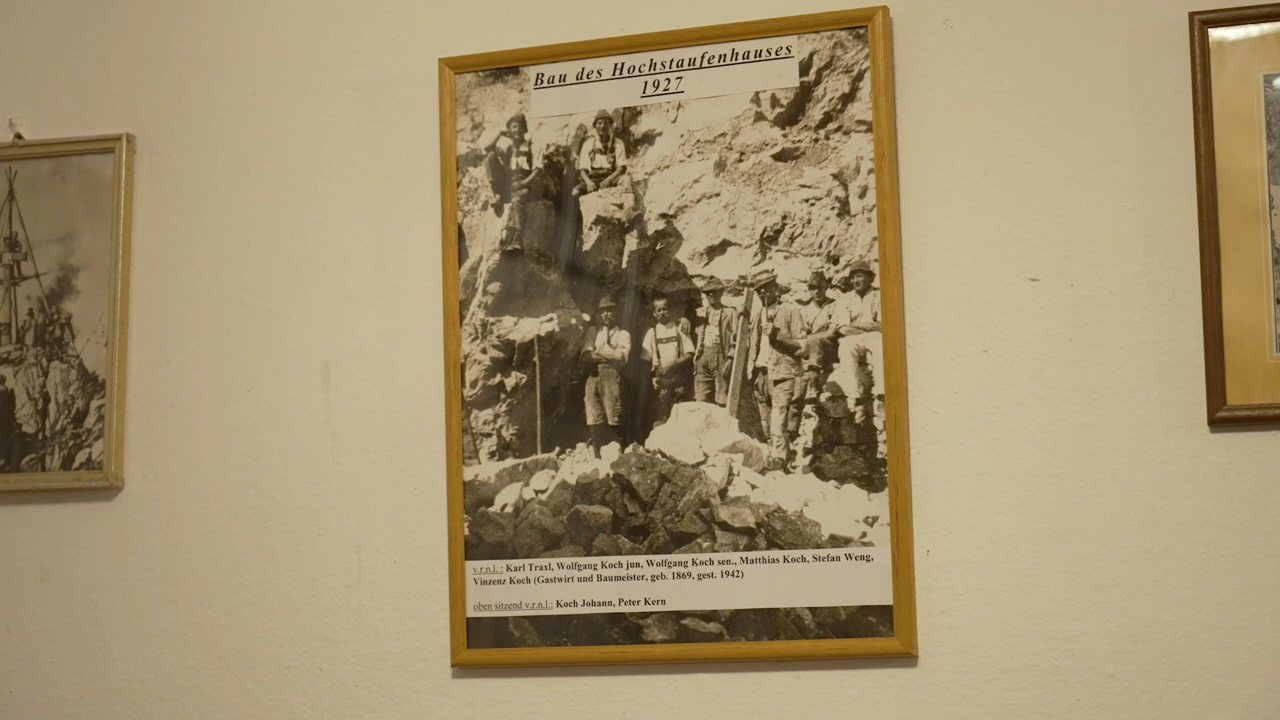 Bau des Hochstaufenhauses
1927
v.r.n.l. : Karl Traxl, Wolfgang Koch jun, Wolfgang Koch sen., Matthias Koch, Stefan Weng,
Vinzenz Koch (Gastwirt und Baumeister, geb. 1869, gest. 1942)
oben sitzend v.r.n.l.: Koch Johann, Peter Kern